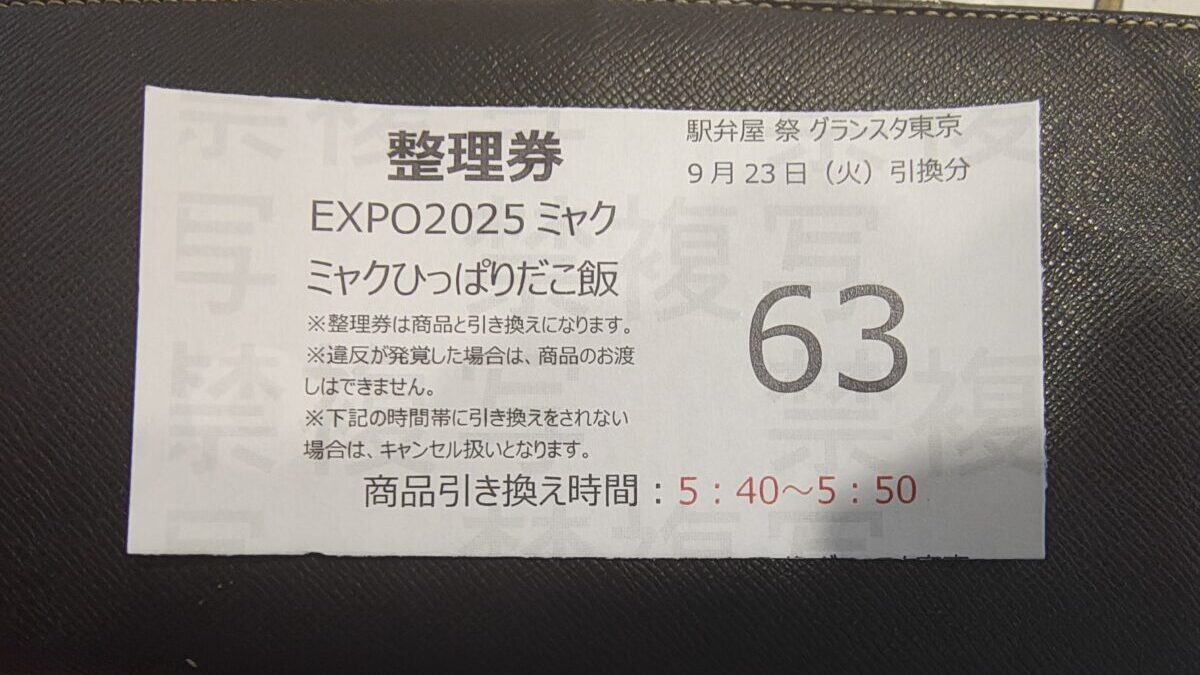 整理券
駅弁屋 祭 グランスタ東京
9月23日（火）引換分
EXPO2025 ミャク
ミャクひっぱりだこ飯
63
※整理券は商品と引き換えになります。
※違反が発覚した場合は、商品のお渡
しはできません。
※下記の時間帯に引き換えをされない
場合は、キャンセル扱いとなります。
商品引き換え時間：5：40～5：50